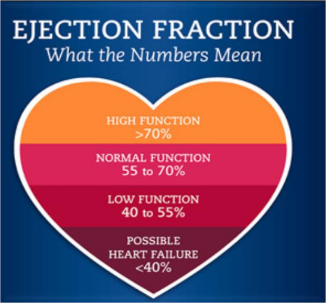 EJECTION FRACTION
What the Numbers Mean
HIGH FUNCTION
>70%
NORMAL FUNCTION
55 to 70%
LOW FUNCTION
40 to 55%
POSSIBLE
HEART FAILURE
<40%